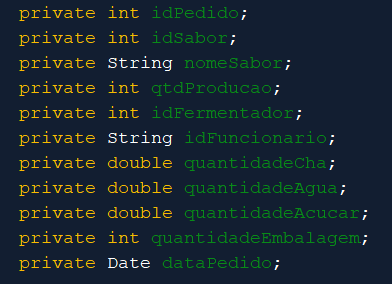 private int idPedido;
private int idSabor;
private String nomeSabor;
private int qtdProducao;
private int idFermentador;
private String idFuncionario;
private double quantidadeCha;
private double quantidadeAgua;
private double quantidadeAcucar;
private int quantidadeEmbalagem;
private Date dataPedido;